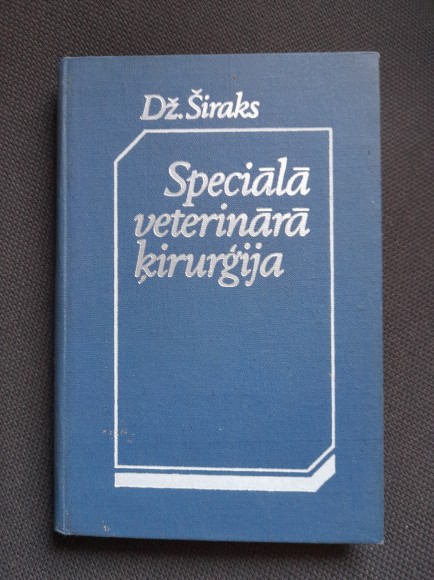 Dž. Širaks
Speciālā
veterinārā
ķirurģija